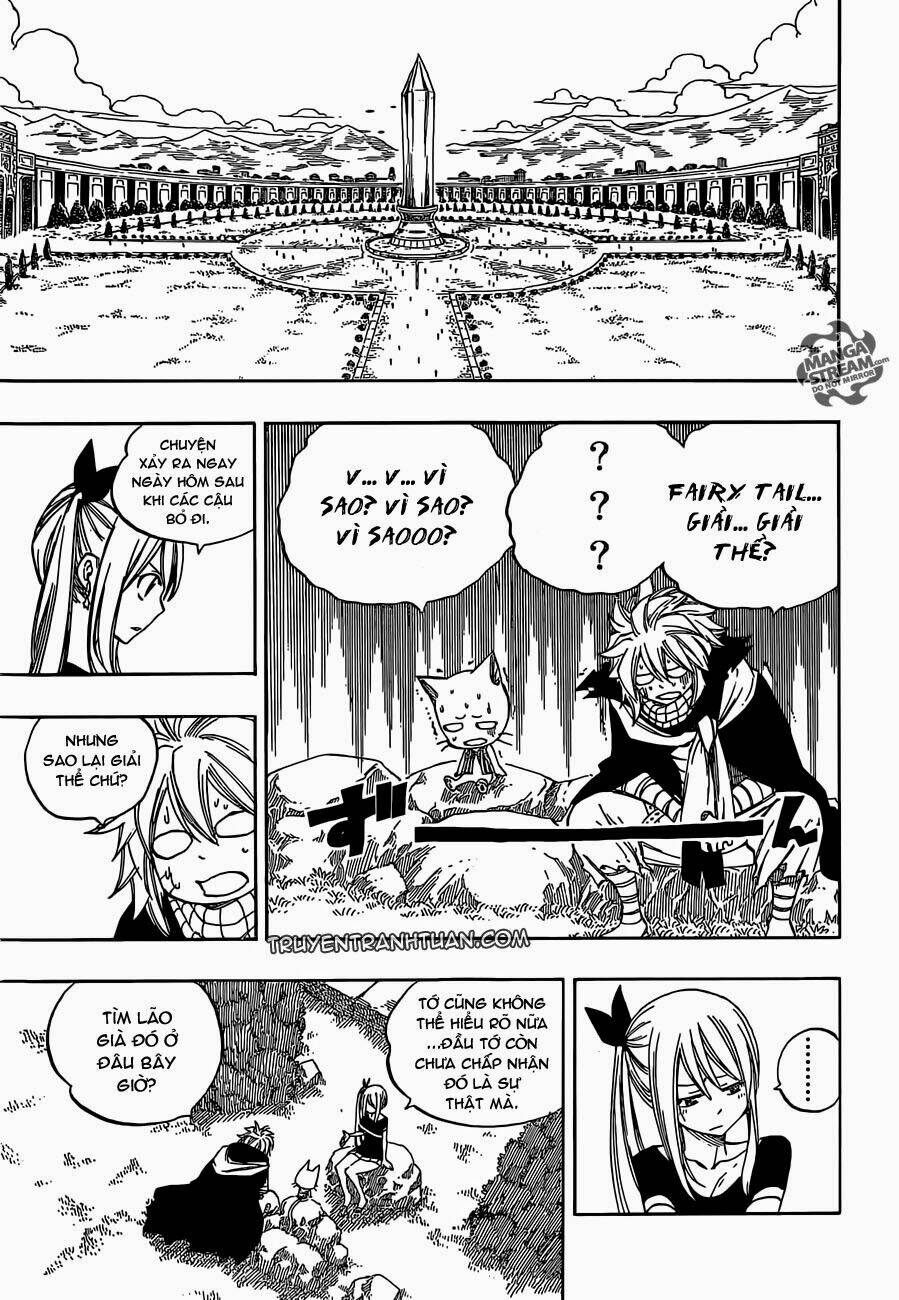 MANGA
-STREAM.com
DO NOT MIRROR
FAIRY TAIL...
GIẢI... GIẢI
THỂ?
?
?
?
V... V... VÌ
SAO? VÌ SAO?
VÌ SAOOO?
ず
ん
CHUYỆN
XẢY RA NGAY
NGÀY HÔM SAU
KHI CÁC CẬU
BỎ ĐI.
NHƯNG
SAO LẠI GIẢI
THỂ CHỨ?
TRUYENTRANHTUAN.COM
........
TỚ CŨNG KHÔNG
THỂ HIỂU RÕ NỮA
...ĐẦU TỚ CÒN
CHƯA CHẤP NHẬN
ĐÓ LÀ SỰ
THẬT MÀ.
TÌM LÃO
GIÀ ĐÓ Ở
ĐÂU BÂY
GIỜ?